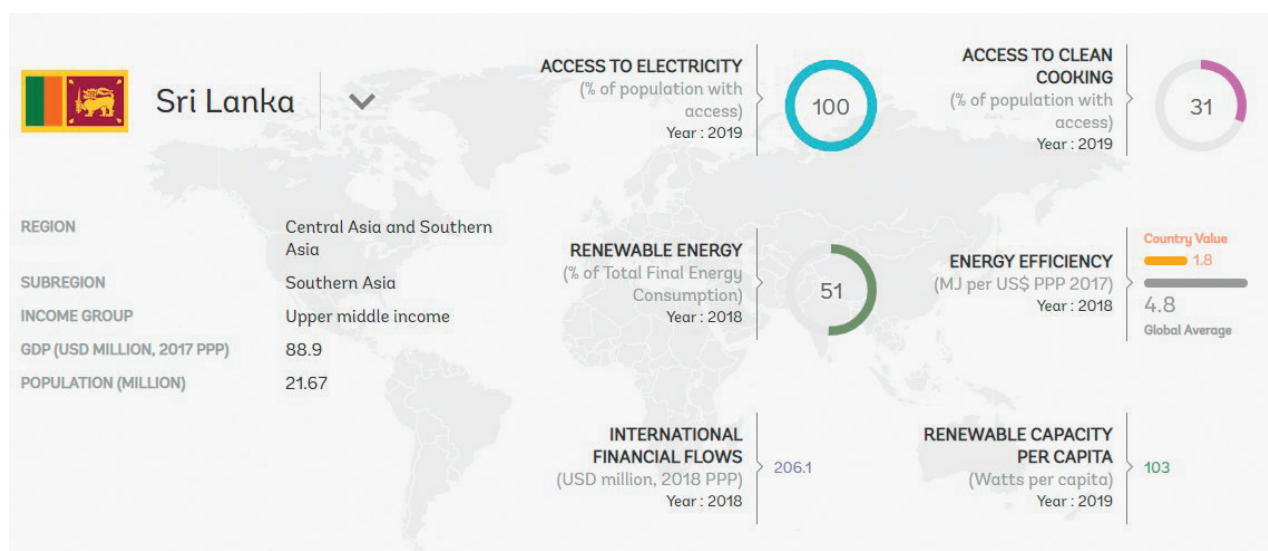 Sri Lanka
REGION
Central Asia and Southern
Asia
SUBREGION
Southern Asia
INCOME GROUP
Upper middle income
GDP (USD MILLION, 2017 PPP)
88.9
POPULATION (MILLION)
21.67
ACCESS TO ELECTRICITY
(% of population with
access)
Year : 2019
100
ACCESS TO CLEAN
COOKING
(% of population with
access)
Year : 2019
31
RENEWABLE ENERGY
(% of Total Final Energy
Consumption)
Year : 2018
51
ENERGY EFFICIENCY
(MJ per US$ PPP 2017)
Year : 2018
Country Value
1.8
4.8
Global Average
INTERNATIONAL
FINANCIAL FLOWS
(USD million, 2018 PPP)
Year : 2018
206.1
RENEWABLE CAPACITY
PER CAPITA
(Watts per capita)
Year : 2019
103